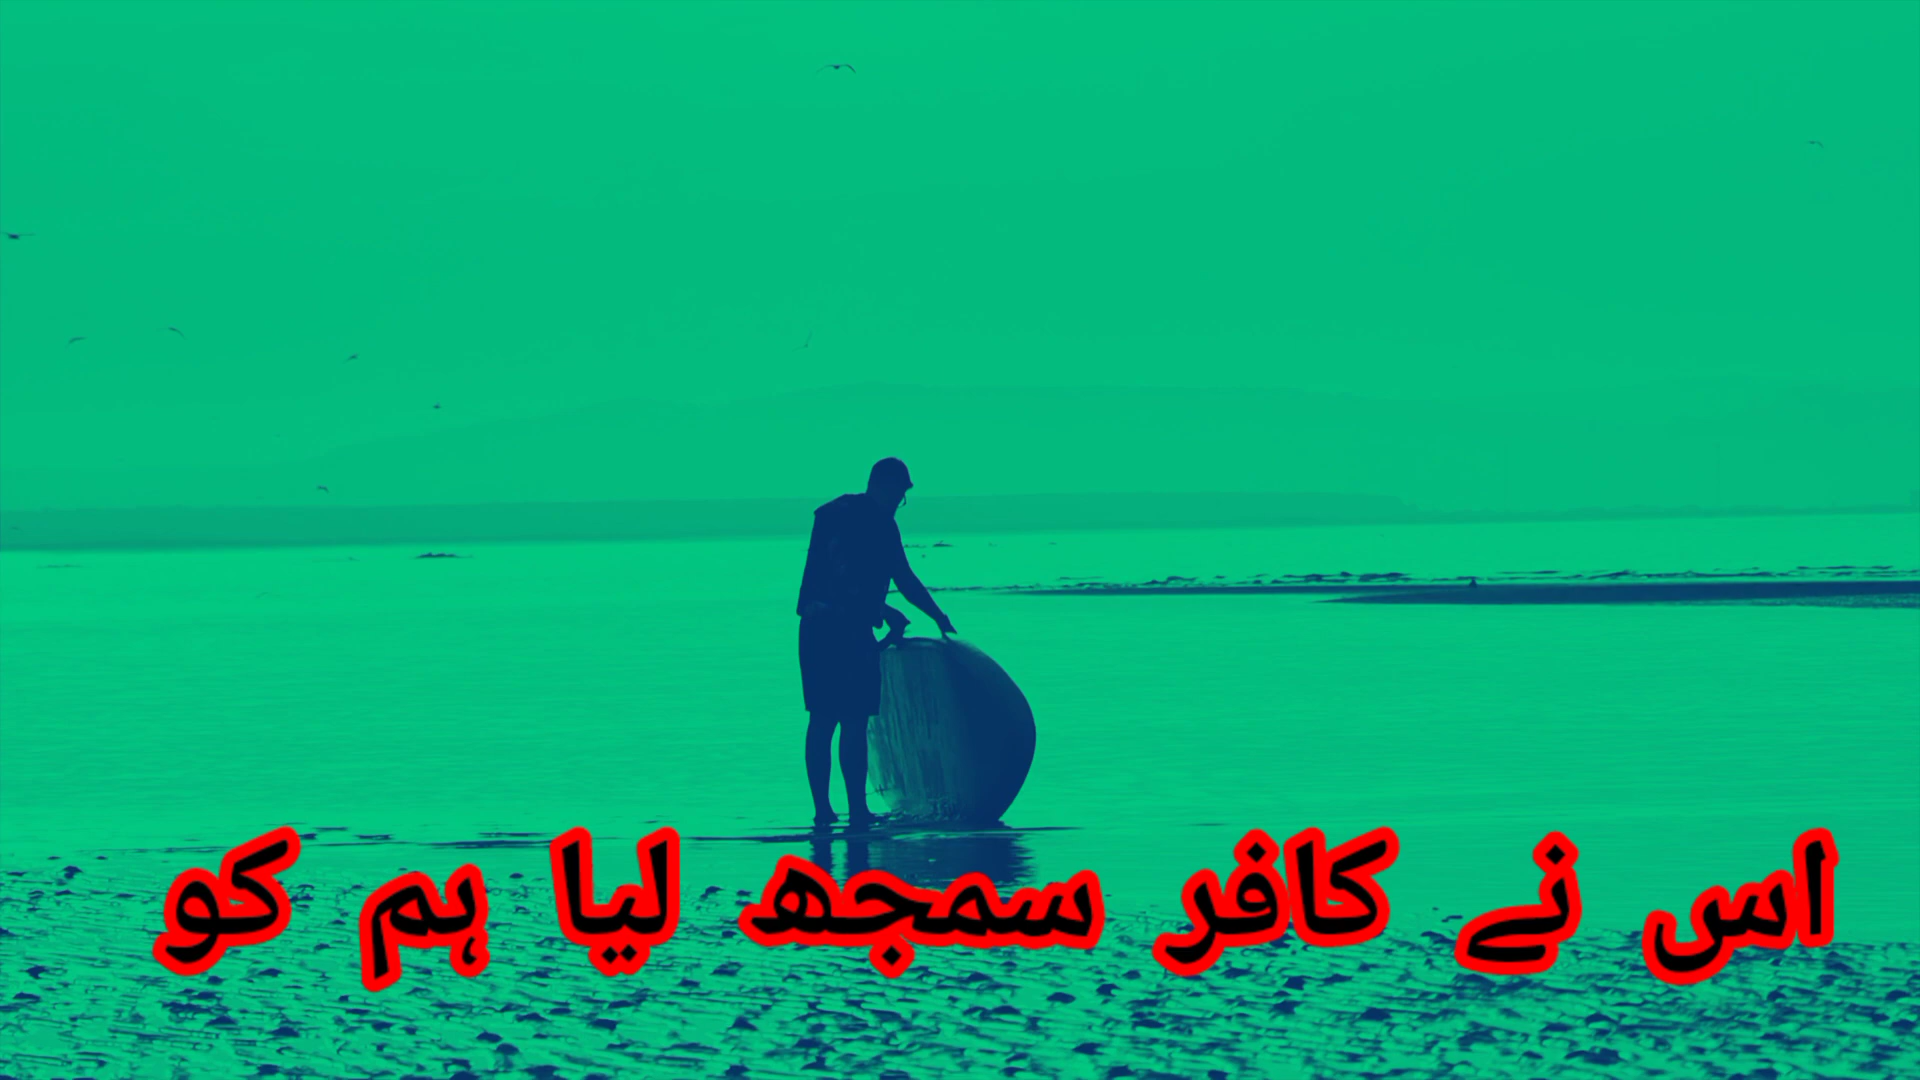 اس نے کافر سمجھ لیا ہم کو